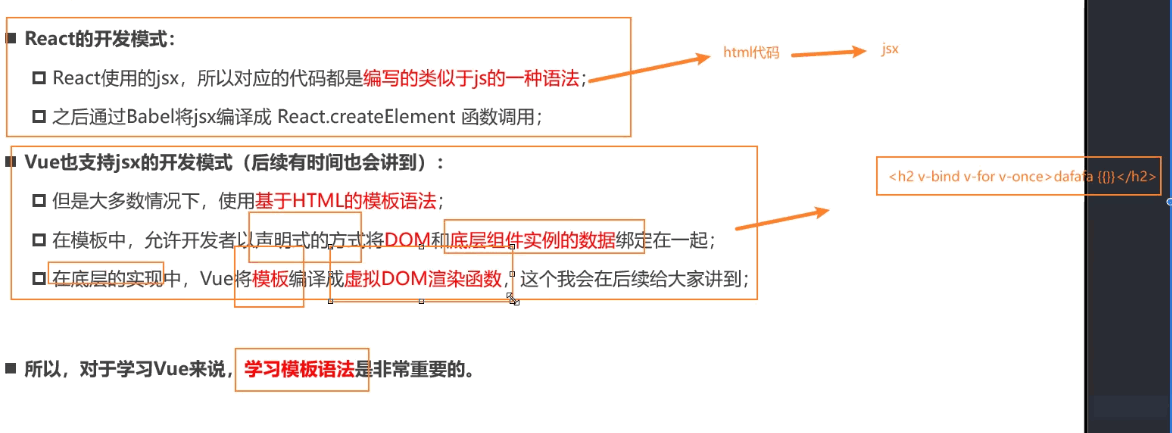 React的开发模式：
React使用的jsx，所以对应的代码都是编写的类似于js的一种语法；
html代码
jsx
之后通过Babel将jsx编译成 React.createElement 函数调用；
Vue也支持jsx的开发模式（后续有时间也会讲到）：
<h2 v-bind v-for v-once>dafafa {{}}</h2>
但是大多数情况下，使用基于HTML的模板语法；
在模板中，允许开发者以声明式的方式将DOM和底层组件实例的数据绑定在一起；
在底层的实现中，Vue将模板编译成虚拟DOM渲染函数，这个我会在后续给大家讲到；
所以，对于学习Vue来说，学习模板语法是非常重要的。